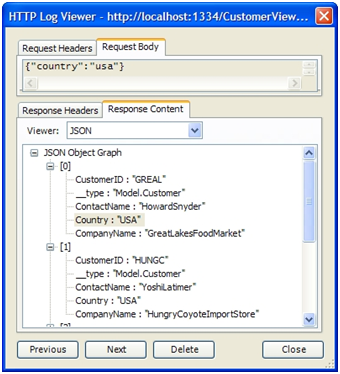 HTTP Log Viewer - http://localhost:1334/CustomerView...
Request Headers Request Body
{"country":"usa"}
Response Headers Response Content
Viewer: JSON
JSON Object Graph
[0]
CustomerID : "GREAL"
__type : "Model.Customer"
ContactName : "HowardSnyder"
Country : "USA"
CompanyName : "GreatLakesFoodMarket"
[1]
CustomerID : "HUNGC"
__type : "Model.Customer"
ContactName : "YoshiLatimer"
Country : "USA"
CompanyName : "HungryCoyoteImportStore"
Previous Next Delete Close